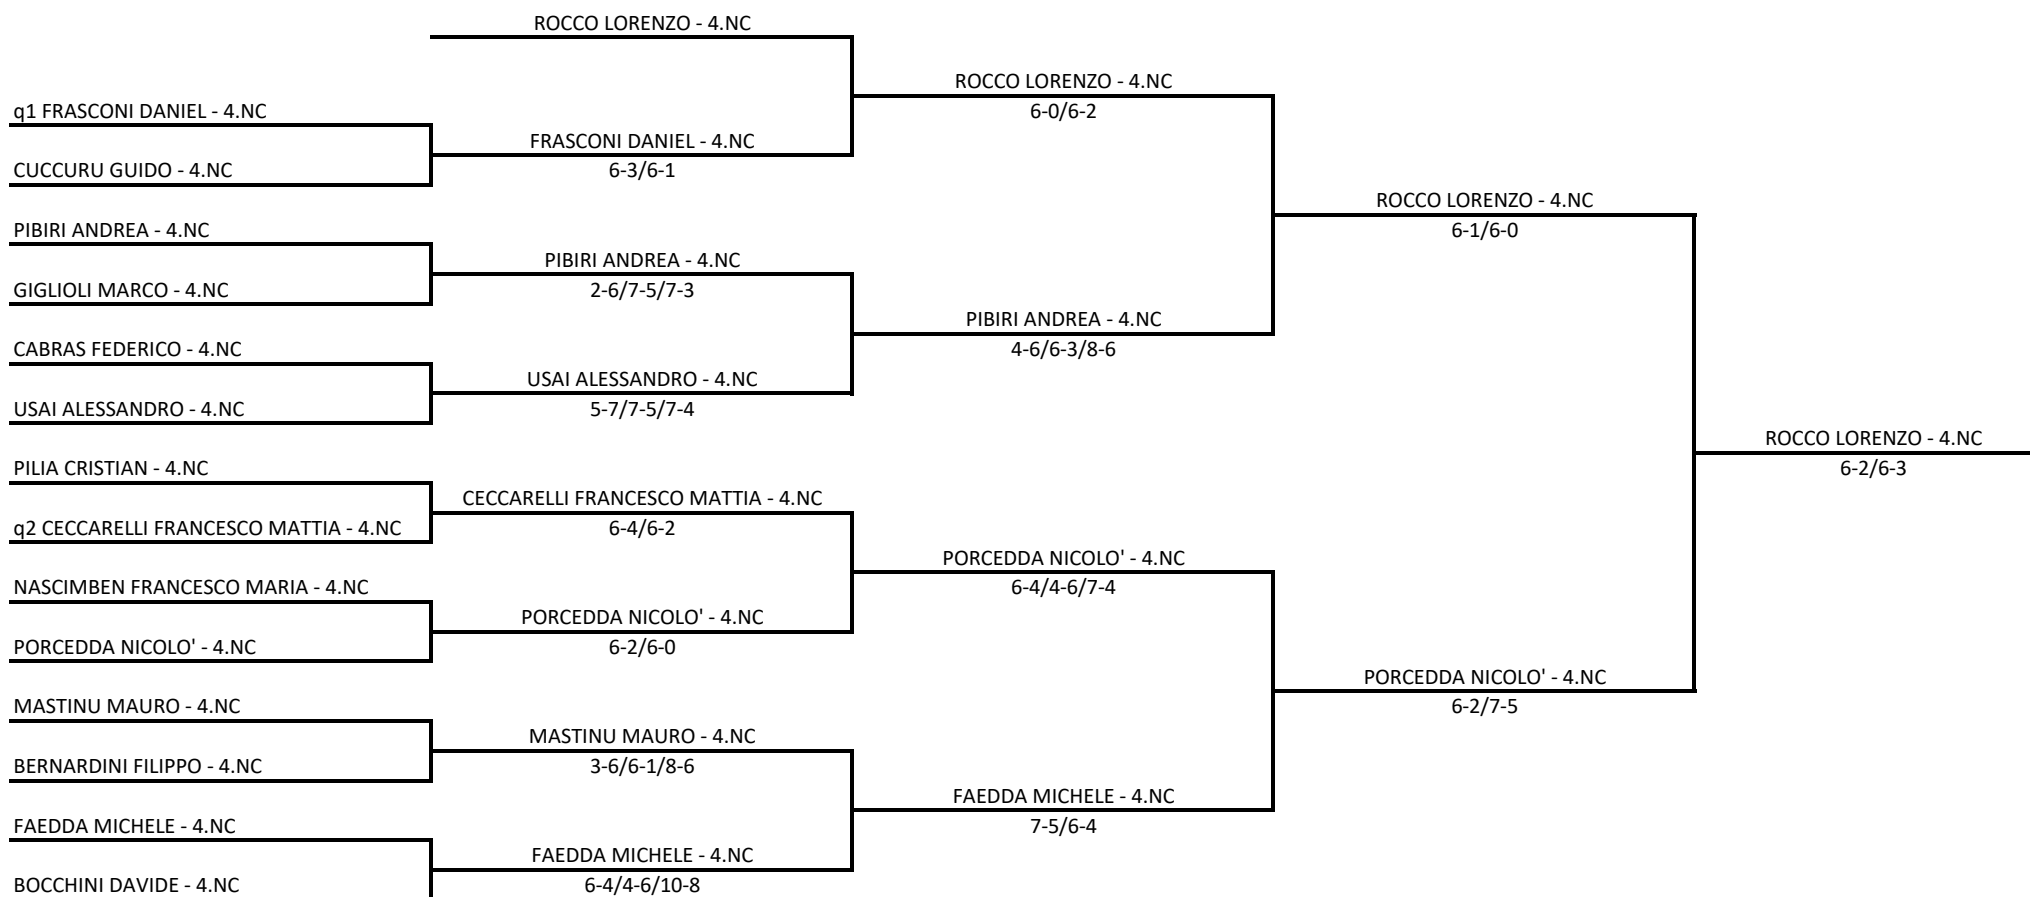 ROCCO LORENZO - 4.NC
ROCCO LORENZO - 4.NC
q1 FRASCONI DANIEL - 4.NC
6-0/6-2
FRASCONI DANIEL - 4.NC
CUCCURU GUIDO - 4.NC
6-3/6-1
ROCCO LORENZO - 4.NC
PIBIRI ANDREA - 4.NC
6-1/6-0
PIBIRI ANDREA - 4.NC
GIGLIOLI MARCO - 4.NC
2-6/7-5/7-3
PIBIRI ANDREA - 4.NC
CABRAS FEDERICO - 4.NC
4-6/6-3/8-6
USAI ALESSANDRO - 4.NC
USAI ALESSANDRO - 4.NC
5-7/7-5/7-4
ROCCO LORENZO - 4.NC
PILIA CRISTIAN - 4.NC
6-2/6-3
CECCARELLI FRANCESCO MATTIA - 4.NC
q2 CECCARELLI FRANCESCO MATTIA - 4.NC
6-4/6-2
PORCEDDA NICOLO' - 4.NC
NASCIMBEN FRANCESCO MARIA - 4.NC
6-4/4-6/7-4
PORCEDDA NICOLO' - 4.NC
PORCEDDA NICOLO' - 4.NC
6-2/6-0
PORCEDDA NICOLO' - 4.NC
MASTINU MAURO - 4.NC
6-2/7-5
MASTINU MAURO - 4.NC
BERNARDINI FILIPPO - 4.NC
3-6/6-1/8-6
FAEDDA MICHELE - 4.NC
FAEDDA MICHELE - 4.NC
7-5/6-4
FAEDDA MICHELE - 4.NC
BOCCHINI DAVIDE - 4.NC
6-4/4-6/10-8